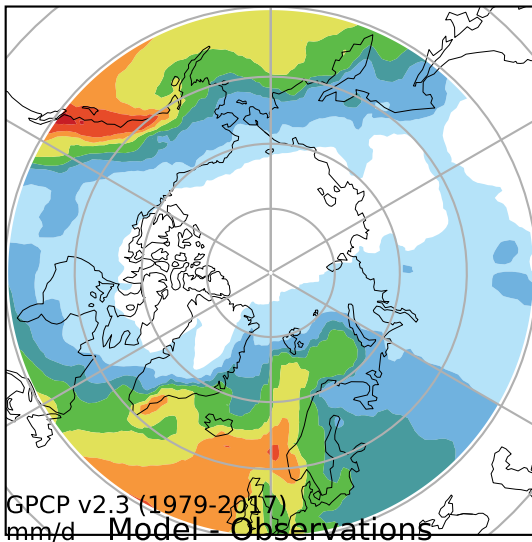 GPCP v2.3 (1979-2017)
mm/d Model - Observations